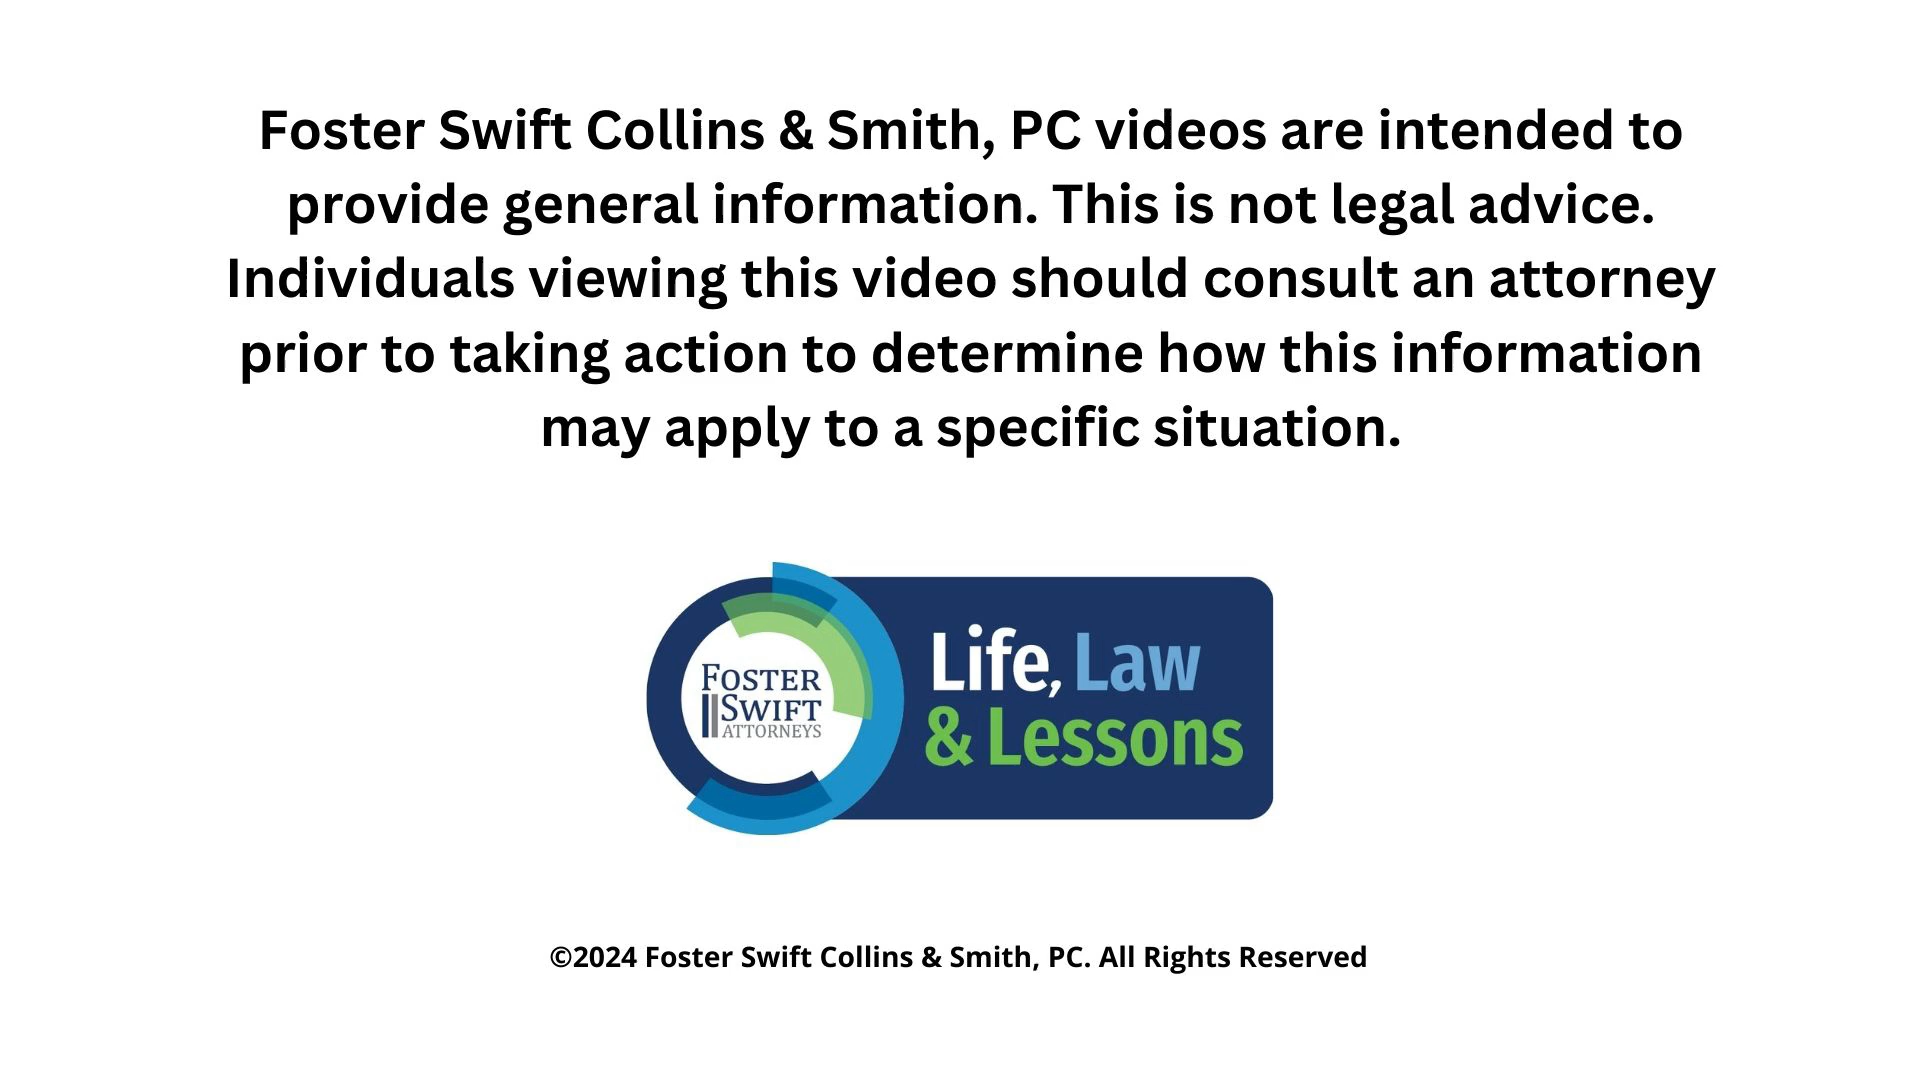 Foster Swift Collins & Smith, PC videos are intended to
provide general information. This is not legal advice.
Individuals viewing this video should consult an attorney
prior to taking action to determine how this information
may apply to a specific situation.
FOSTER
SWIFT
ATTORNEYS
Life, Law
& Lessons
©2024 Foster Swift Collins & Smith, PC. All Rights Reserved